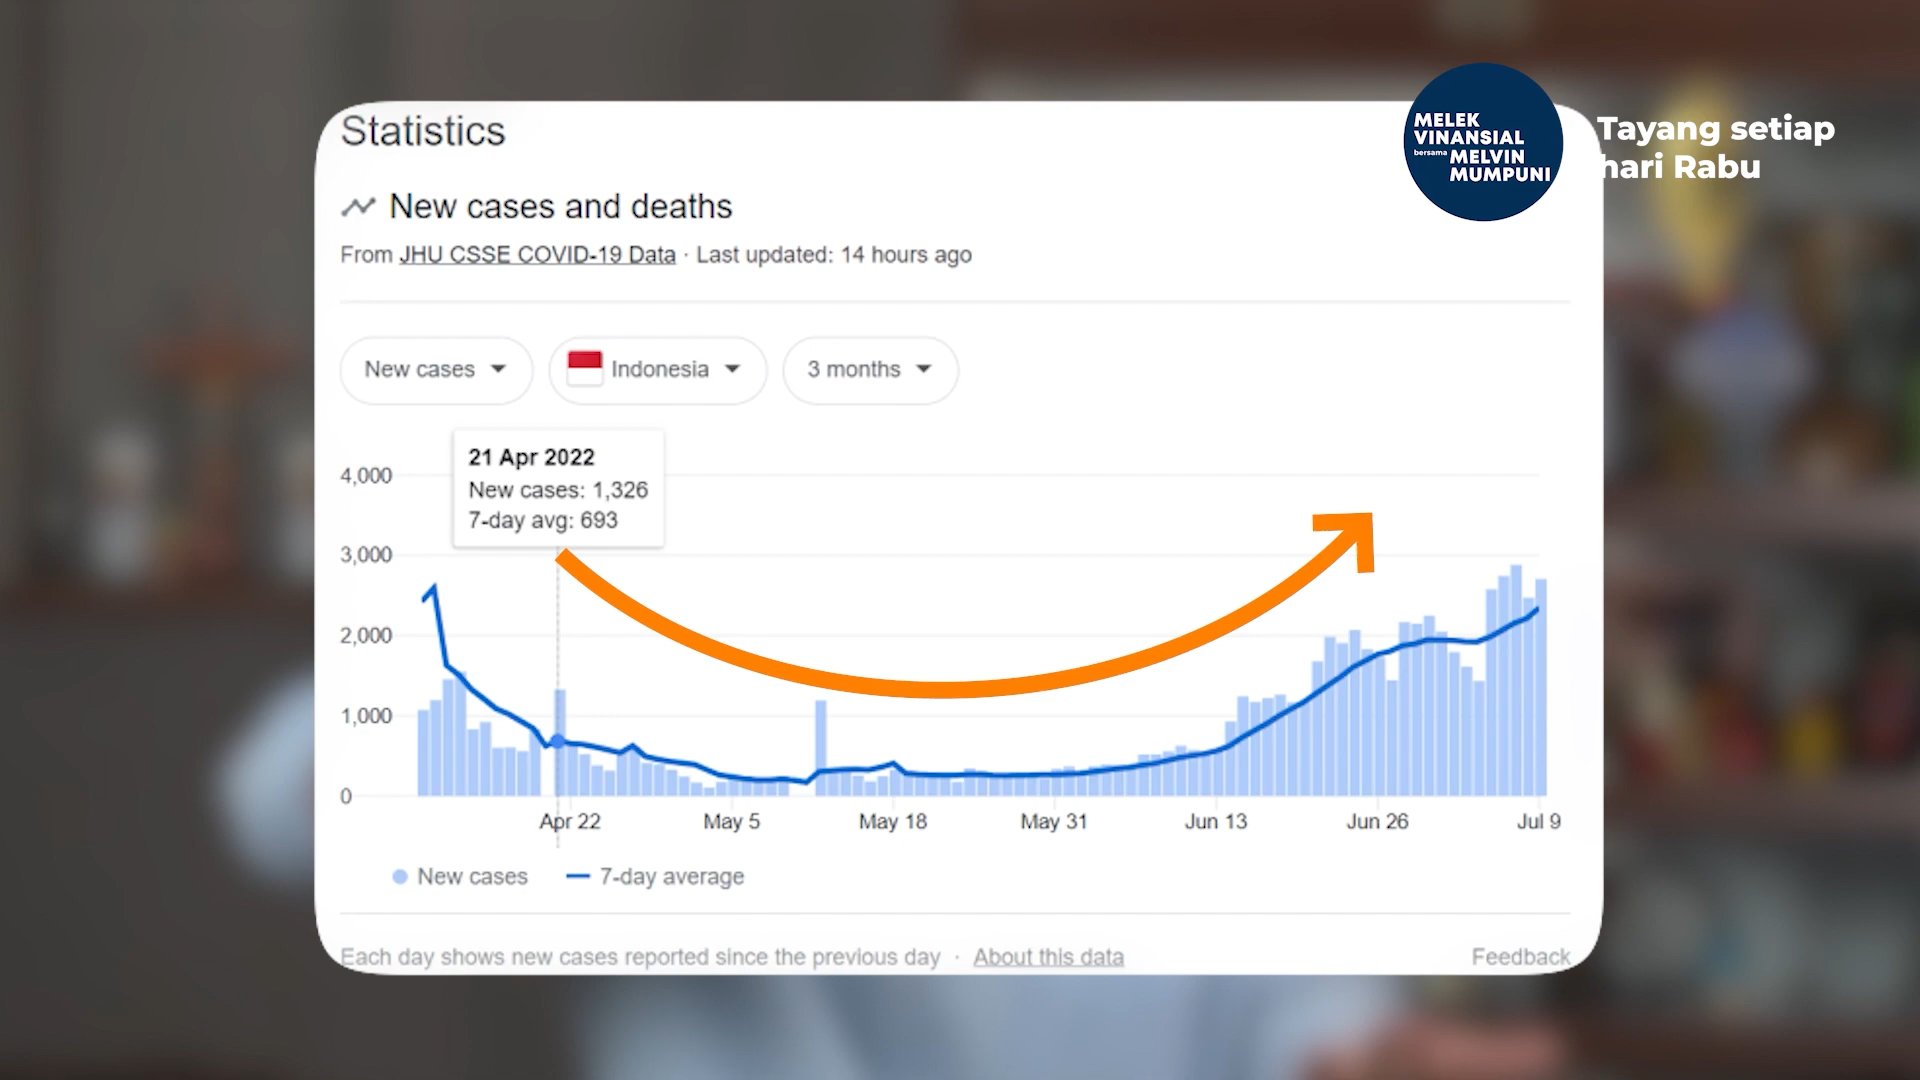 Statistics
New cases and deaths
From JHU CSSE COVID-19 Data · Last updated: 14 hours ago
New cases
Indonesia
3 months
21 Apr 2022
New cases: 1,326
7-day avg: 693
4,000
3,000
2,000
1,000
0
Apr 22
May 5
May 18
May 31
Jun 13
Jun 26
Jul 9
New cases
7-day average
Each day shows new cases reported since the previous day · About this data
Feedback
MELEK
VINANSIAL
bersama MELVIN
MUMPUNI
Tayang setiap
hari Rabu